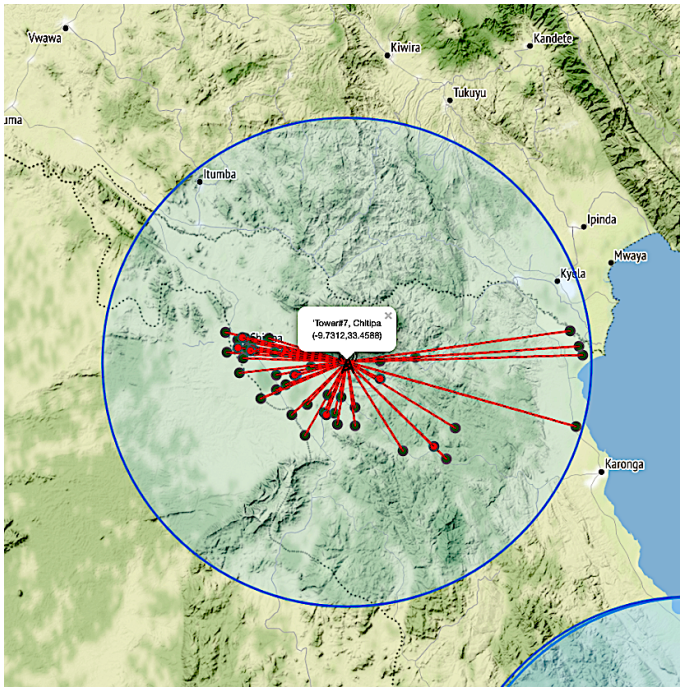 Vwawa
Kiwira
Kandete
Tukuyu
uma
Itumba
Ipinda
Mwaya
Kyela
'Tower#7, Chitipa
(-9.7312,33.4588)
Karonga